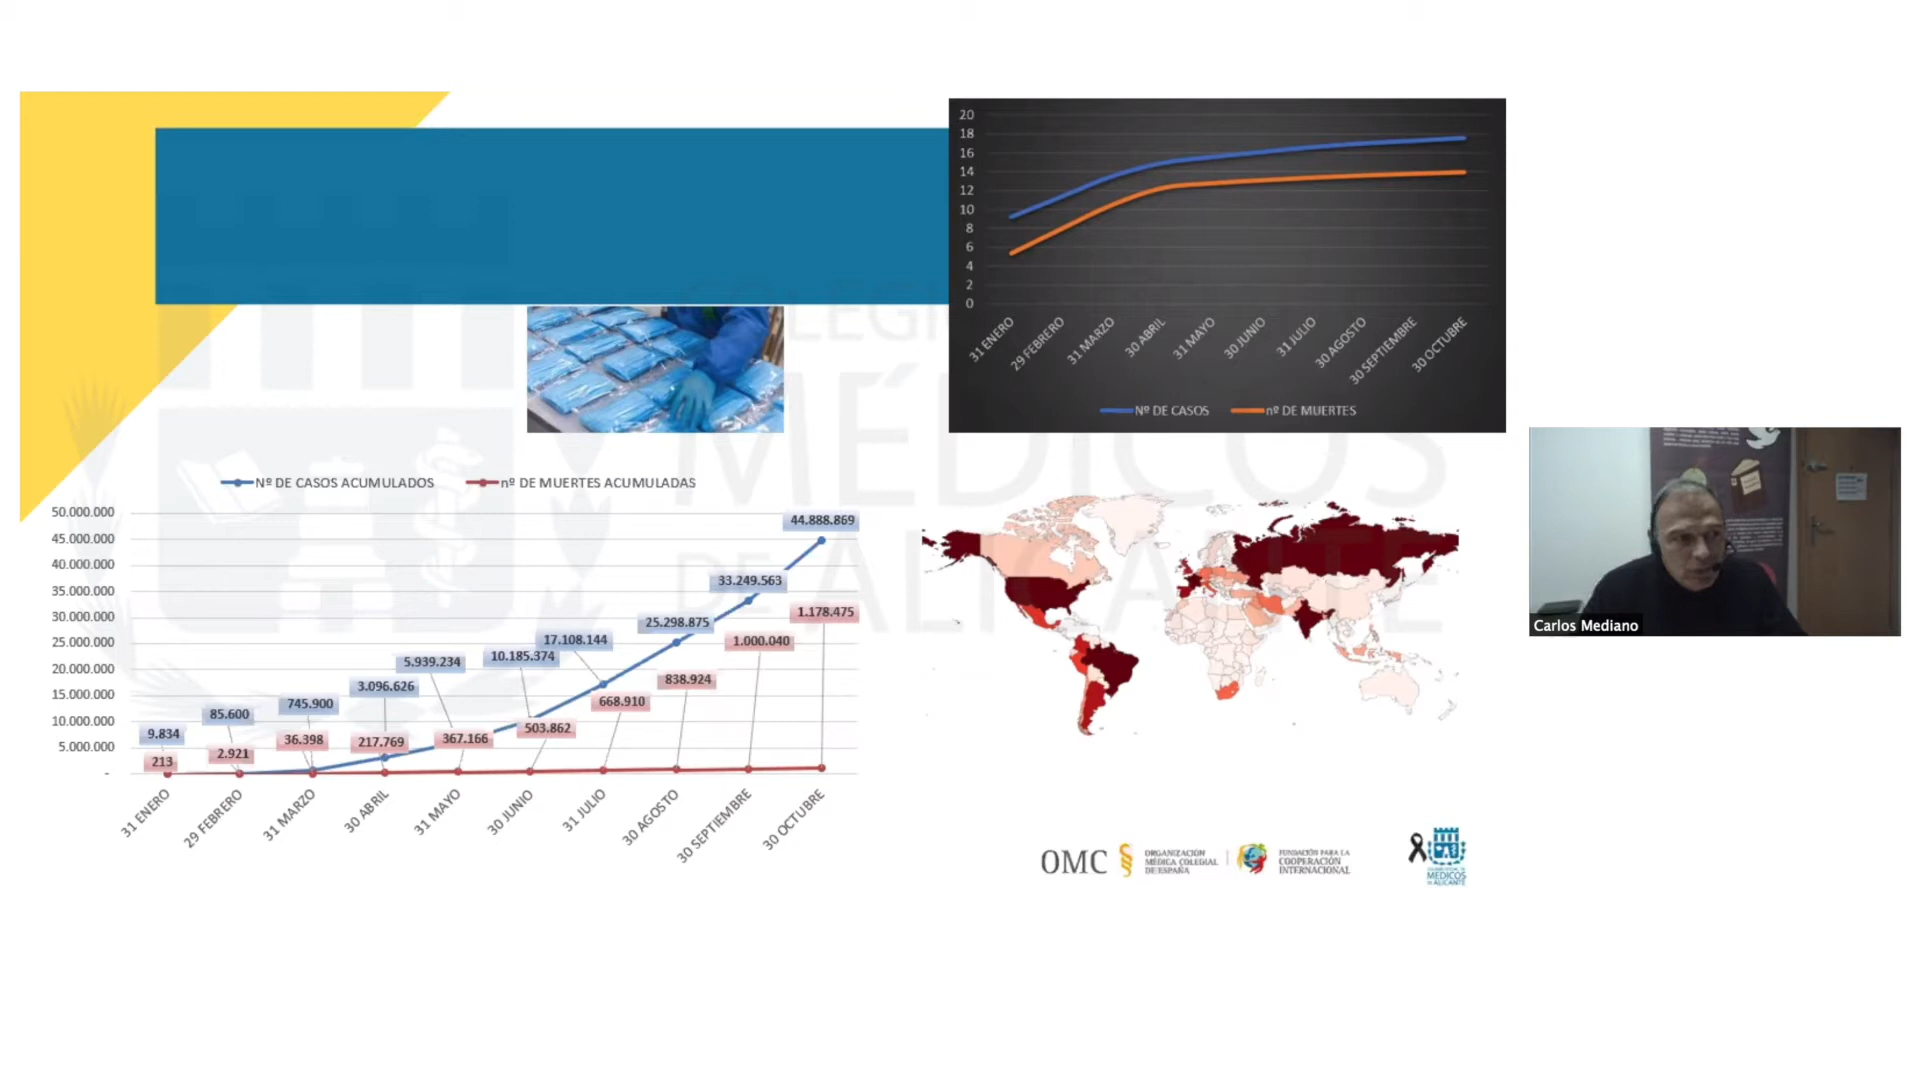 20
18
16
14
12
10
8
6
4
2
0
31 ENERO
29 FEBRERO
31 MARZO
30 ABRIL
31 MAYO
30 JUNIO
31 JULIO
30 AGOSTO
30 SEPTIEMBRE
30 OCTUBRE
Nº DE CASOS
nº DE MUERTES
COLEGI
MÉDICOS
DE ALICANTE
Nº DE CASOS ACUMULADOS
nº DE MUERTES ACUMULADAS
50.000.000
45.000.000
40.000.000
35.000.000
30.000.000
25.000.000
20.000.000
15.000.000
10.000.000
5.000.000
-
9.834
85.600
745.900
3.096.626
5.939.234
10.185.374
17.108.144
25.298.875
33.249.563
44.888.869
213
2.921
36.398
217.769
367.166
503.862
668.910
838.924
1.000.040
1.178.475
31 ENERO
29 FEBRERO
31 MARZO
30 ABRIL
31 MAYO
30 JUNIO
31 JULIO
30 AGOSTO
30 SEPTIEMBRE
30 OCTUBRE
Carlos Mediano
OMC
ORGANIZACIÓN
MÉDICA COLEGIAL
DE ESPAÑA
FUNDACIÓN PARA LA
COOPERACIÓN
INTERNACIONAL
MEDICOS
DE ALICANTE